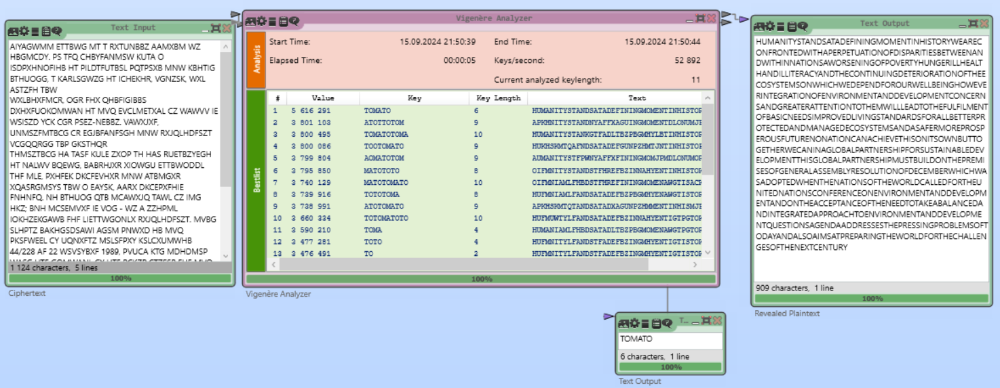 Text Input
AIYAGWMM ETTBWG MT T RXTUNBBZ AAMXBM WZ
HBGMCDY. PS TFQ CHBYFANMSW KUTA O
ISDPXHNOFIHB HT PILDTFUTBSL PQTPSXB MNW KBHTIG
BTHUOGG, T KARLSGWZG HT ICHEKHR, VGNZSK, WXL
ASTZFH TBW
WXLBHXFMCR, OGR FHX QHBFIGIBBS
DXHXFUOKOMWAN HT MVQ EVCLMETXAL CZ WAWVV IE
WSISZD YCK CGR PSEZ-NEBBZ. VAWXJXF,
UNMSZFMTBCG CR EGJBFANFSGH MNW RXJQLHDFSZT
VCGQQRGG TBP GKSTHQR
THMSZTBCG HA TASF KULE ZXOP TH HAS RUETBZYEGH
HT NALWV BQEWG, BABRHJXR XIOWGU ETTBWODDL
THF MLE, PXHFEK DKCFEVHXR MNW ATBMGXR
XQASRGMSYS TBW O EAYSK, AARX DKCEPXFHIE
FNHNFQ. NH BTHUOG QTB MCAWXJQ TAWL CZ IMG
HKZ; BNH MCSEMVXF IE VOG - WZ A ZZHPML
IOKHZEKGAWB FHF LIETTWGONLX RXJQLHDFSZT. MVBG
SLHPTZ BAKHGSDSAWI AGSM PNWXD HB MVQ
PKSFWEEL CY UQNXFTZ MSLSFPXY KSLCXUMWHB
44/228 AF 22 WSVSYBXF 1989, PVUCA KTG MDHDMSP
1 124 characters, 5 lines
100%
Ciphertext
Vigenère Analyzer
Analysis
Start Time: 15.09.2024 21:50:39 End Time: 15.09.2024 21:50:44
Elapsed Time: 00:00:05 Keys/second: 52 892
Current analyzed keylength: 11
Bestlist
# Value Key Key Length Text
1 5 616 291 TOMATO 6 HUMANITYSTANDSATADEFININGMOMENTINHISTOR
2 3 801 103 ATOTTOTOM 9
3 3 800 495 TOMATOTOMA 10
4 3 800 086 TOOTOMATO 9
5 3 799 804 AOMATOTOM 9
6 3 795 850 MATOTOTO 8
7 3 740 129 MATOTOMATO 10
8 3 739 916 TOTOTOMA 8
9 3 738 991 ATOTOMATO 9
10 3 660 334 TOTOMATOTO 10
11 3 590 210 TOMA 4
12 3 477 281 TOTO 4
13 3 476 491 TO 2
100%
Vigenère Analyzer
T...
TOMATO
6 characters, 1 line
100%
Text Output
Text Output
HUMANITYSTANDSATADEFININGMOMENTINHISTORYWEAREC
ONFRONTEDWITHAPERPETUATIONOFDISPARITIESBETWEENAN
DWITHINNATIONSAWORSENINGOFPOVERTYHUNGERILLHEALT
HANDILLITERACYANDTHECONTINUINGDETERIORATIONOFTHEE
COSYSTEMSONWHICHWEDEPENDFOROURWELLBEINGHOWEVE
RINTEGRATIONOFENVIRONMENTANDDEVELOPMENTCONCERN
SANDGREATERATTENTIONTOTHEMWILLLEADTOTHEFULFILMENT
OFBASICNEEDSIMPROVEDLIVINGSTANDARDSFORALLBETTERPR
OTECTEDANDMANAGEDECOSYSTEMSANDASAFERMOREPROSP
EROUSFUTURENONATIONCANACHIEVETHISONITSOWNBUTTO
GETHERWECANINAGLOBALPARTNERSHIPFORSUSTAINABLEDEV
ELOPMENTTHISGLOBALPARTNERSHIPMUSTBUILDONTHEPREMI
SESOFGENERALASSEMBLYRESOLUTIONOFDECEMBERWHICHWA
SADOPTEDWHENTHENATIONSOFTHEWORLDCALLEDFORTHEU
NITEDNATIONSCONFERENCEONENVIRONMENTANDDEVELOPM
ENTANDONTHEACCEPTANCEOFTHENEEDTOTAKEABALANCEDA
NDINTEGRATEDAPPROACHTOENVIRONMENTANDDEVELOPME
NTQUESTIONSAGENDAADDRESSESTHEPRESSINGPROBLEMSOFT
ODAYANDALSOAIMSATPREPARINGTHEWORLDFORTHECHALLEN
GESOFTHENEXTCENTURY
909 characters, 1 line
100%
Revealed Plaintext